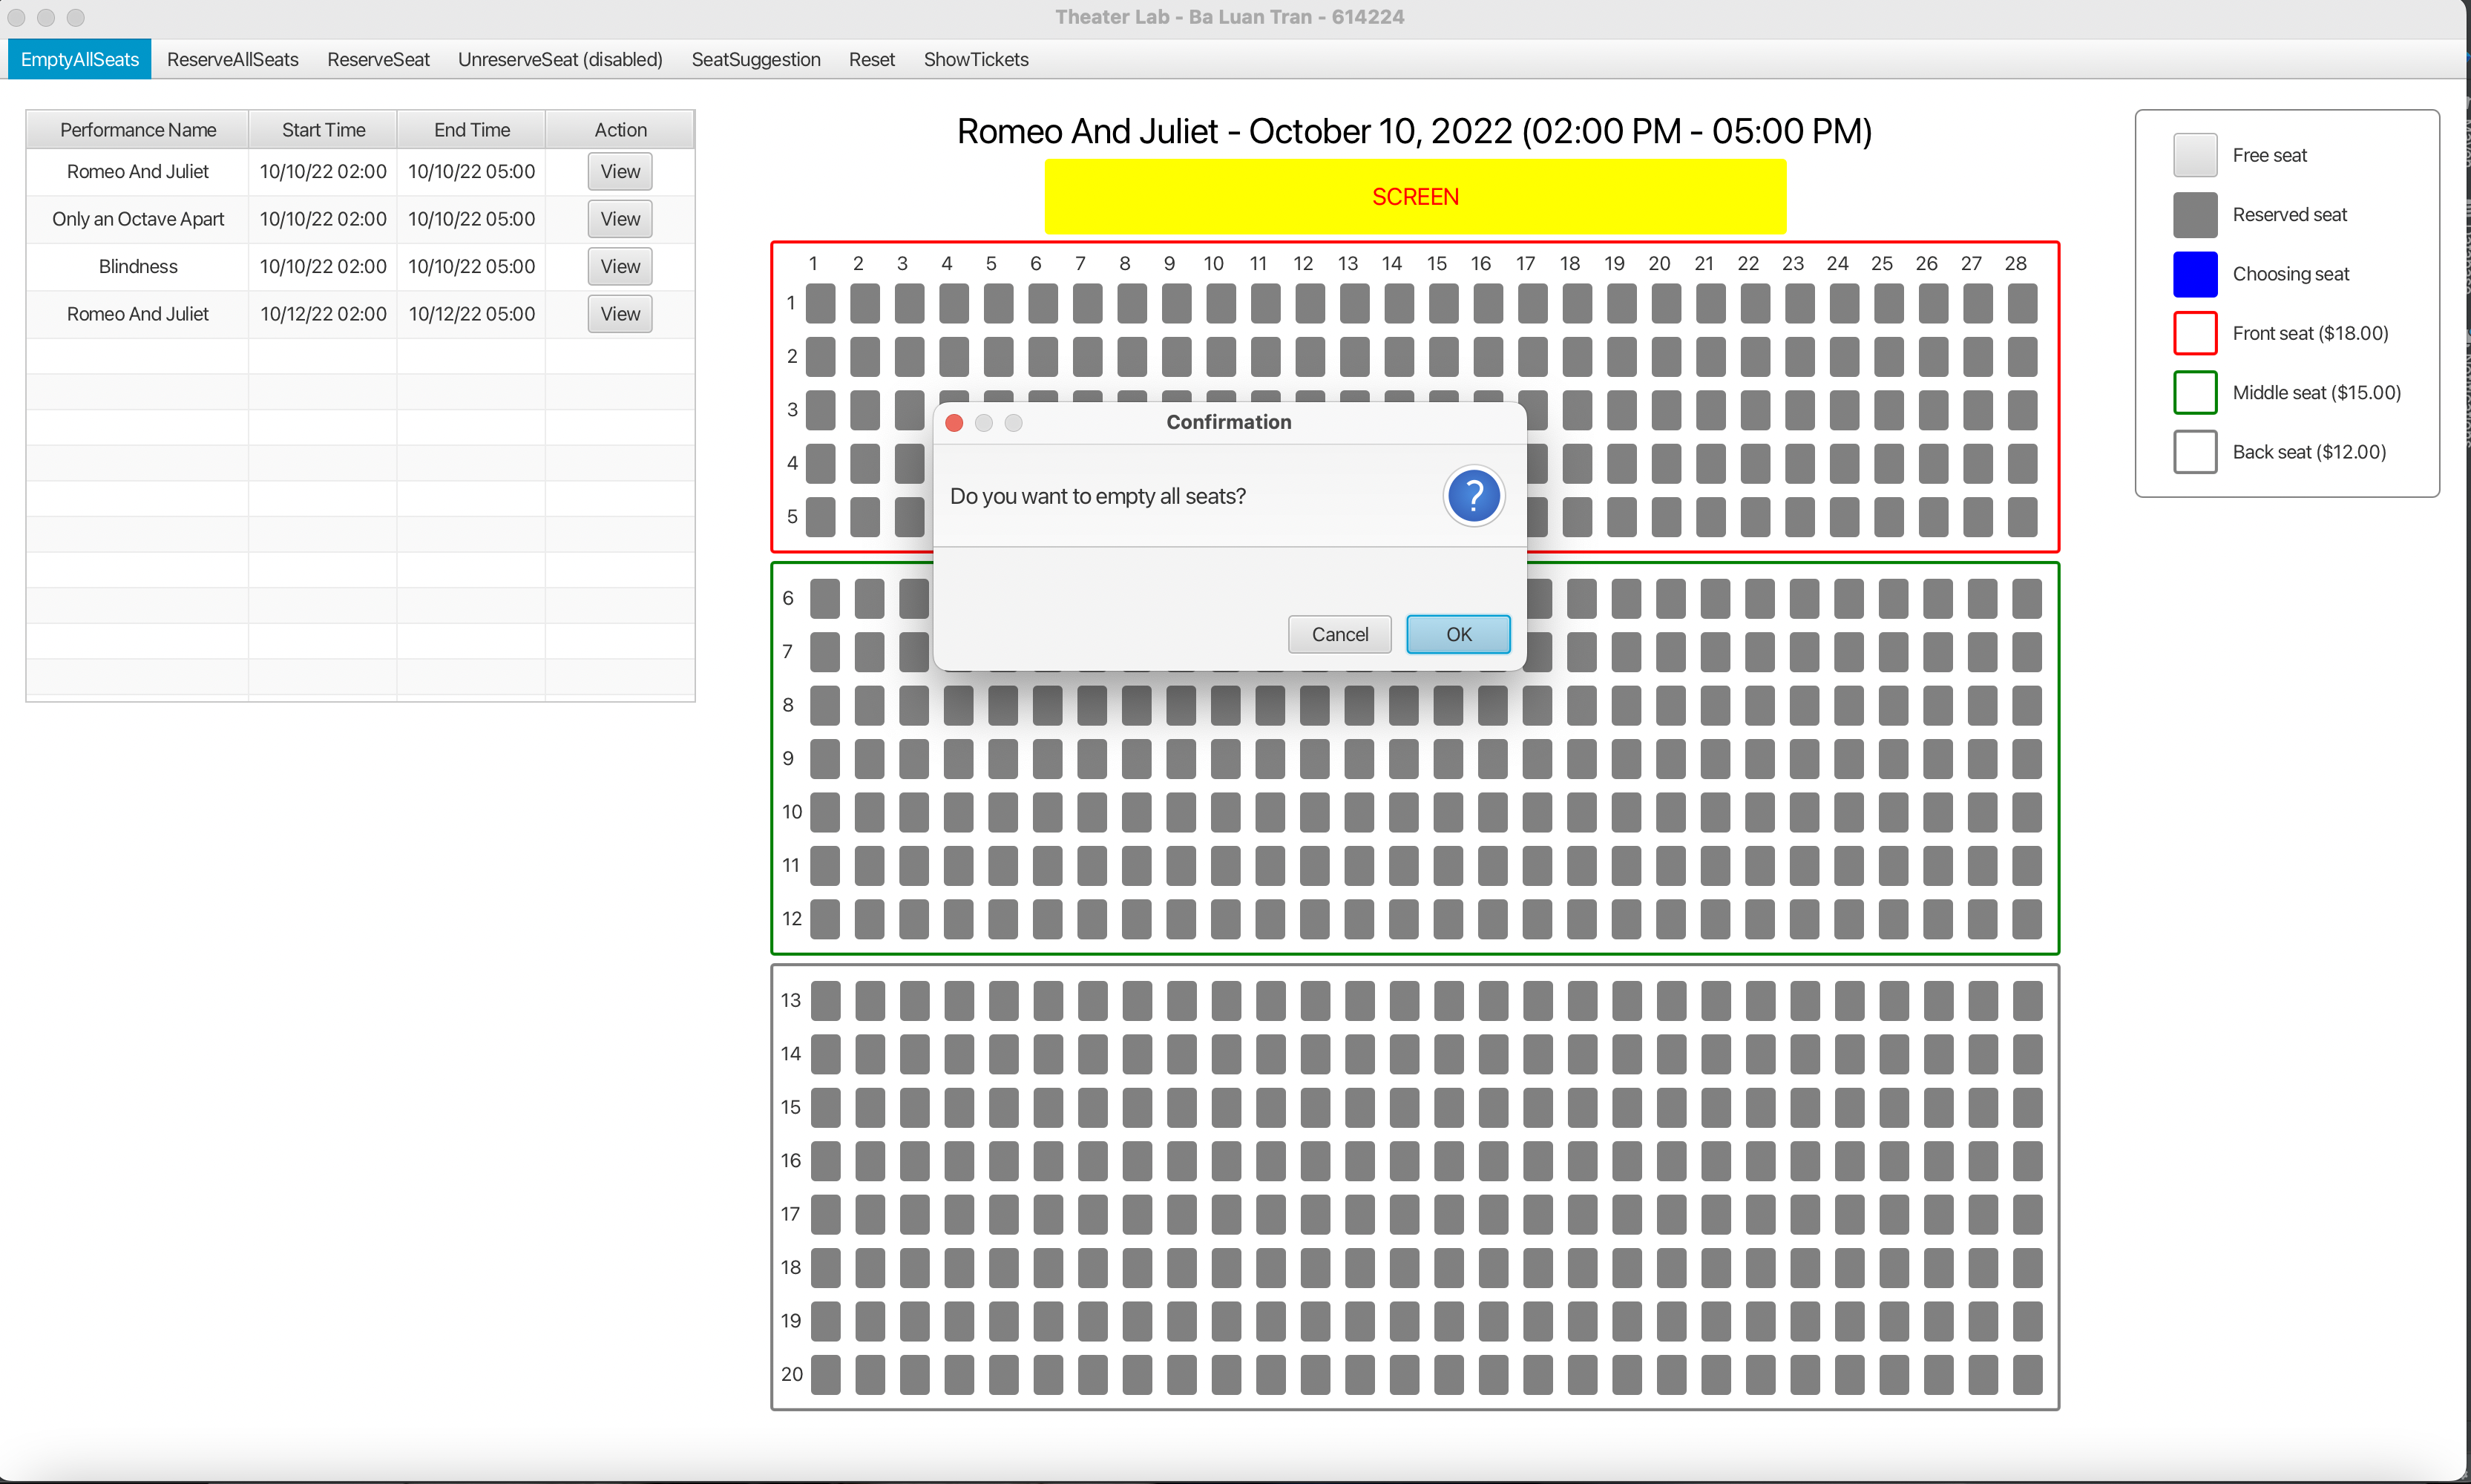 Theater Lab - Ba Luan Tran - 614224
EmptyAllSeats ReserveAllSeats ReserveSeat UnreserveSeat (disabled) SeatSuggestion Reset ShowTickets
Performance Name Start Time End Time Action
Romeo And Juliet 10/10/22 02:00 10/10/22 05:00 View
Only an Octave Apart 10/10/22 02:00 10/10/22 05:00 View
Blindness 10/10/22 02:00 10/10/22 05:00 View
Romeo And Juliet 10/12/22 02:00 10/12/22 05:00 View
Romeo And Juliet - October 10, 2022 (02:00 PM - 05:00 PM)
SCREEN
1 2 3 4 5 6 7 8 9 10 11 12 13 14 15 16 17 18 19 20 21 22 23 24 25 26 27 28
1
2
3
4
5
6
7
8
9
10
11
12
13
14
15
16
17
18
19
20
Confirmation
Do you want to empty all seats?
?
Cancel OK
Free seat
Reserved seat
Choosing seat
Front seat ($18.00)
Middle seat ($15.00)
Back seat ($12.00)